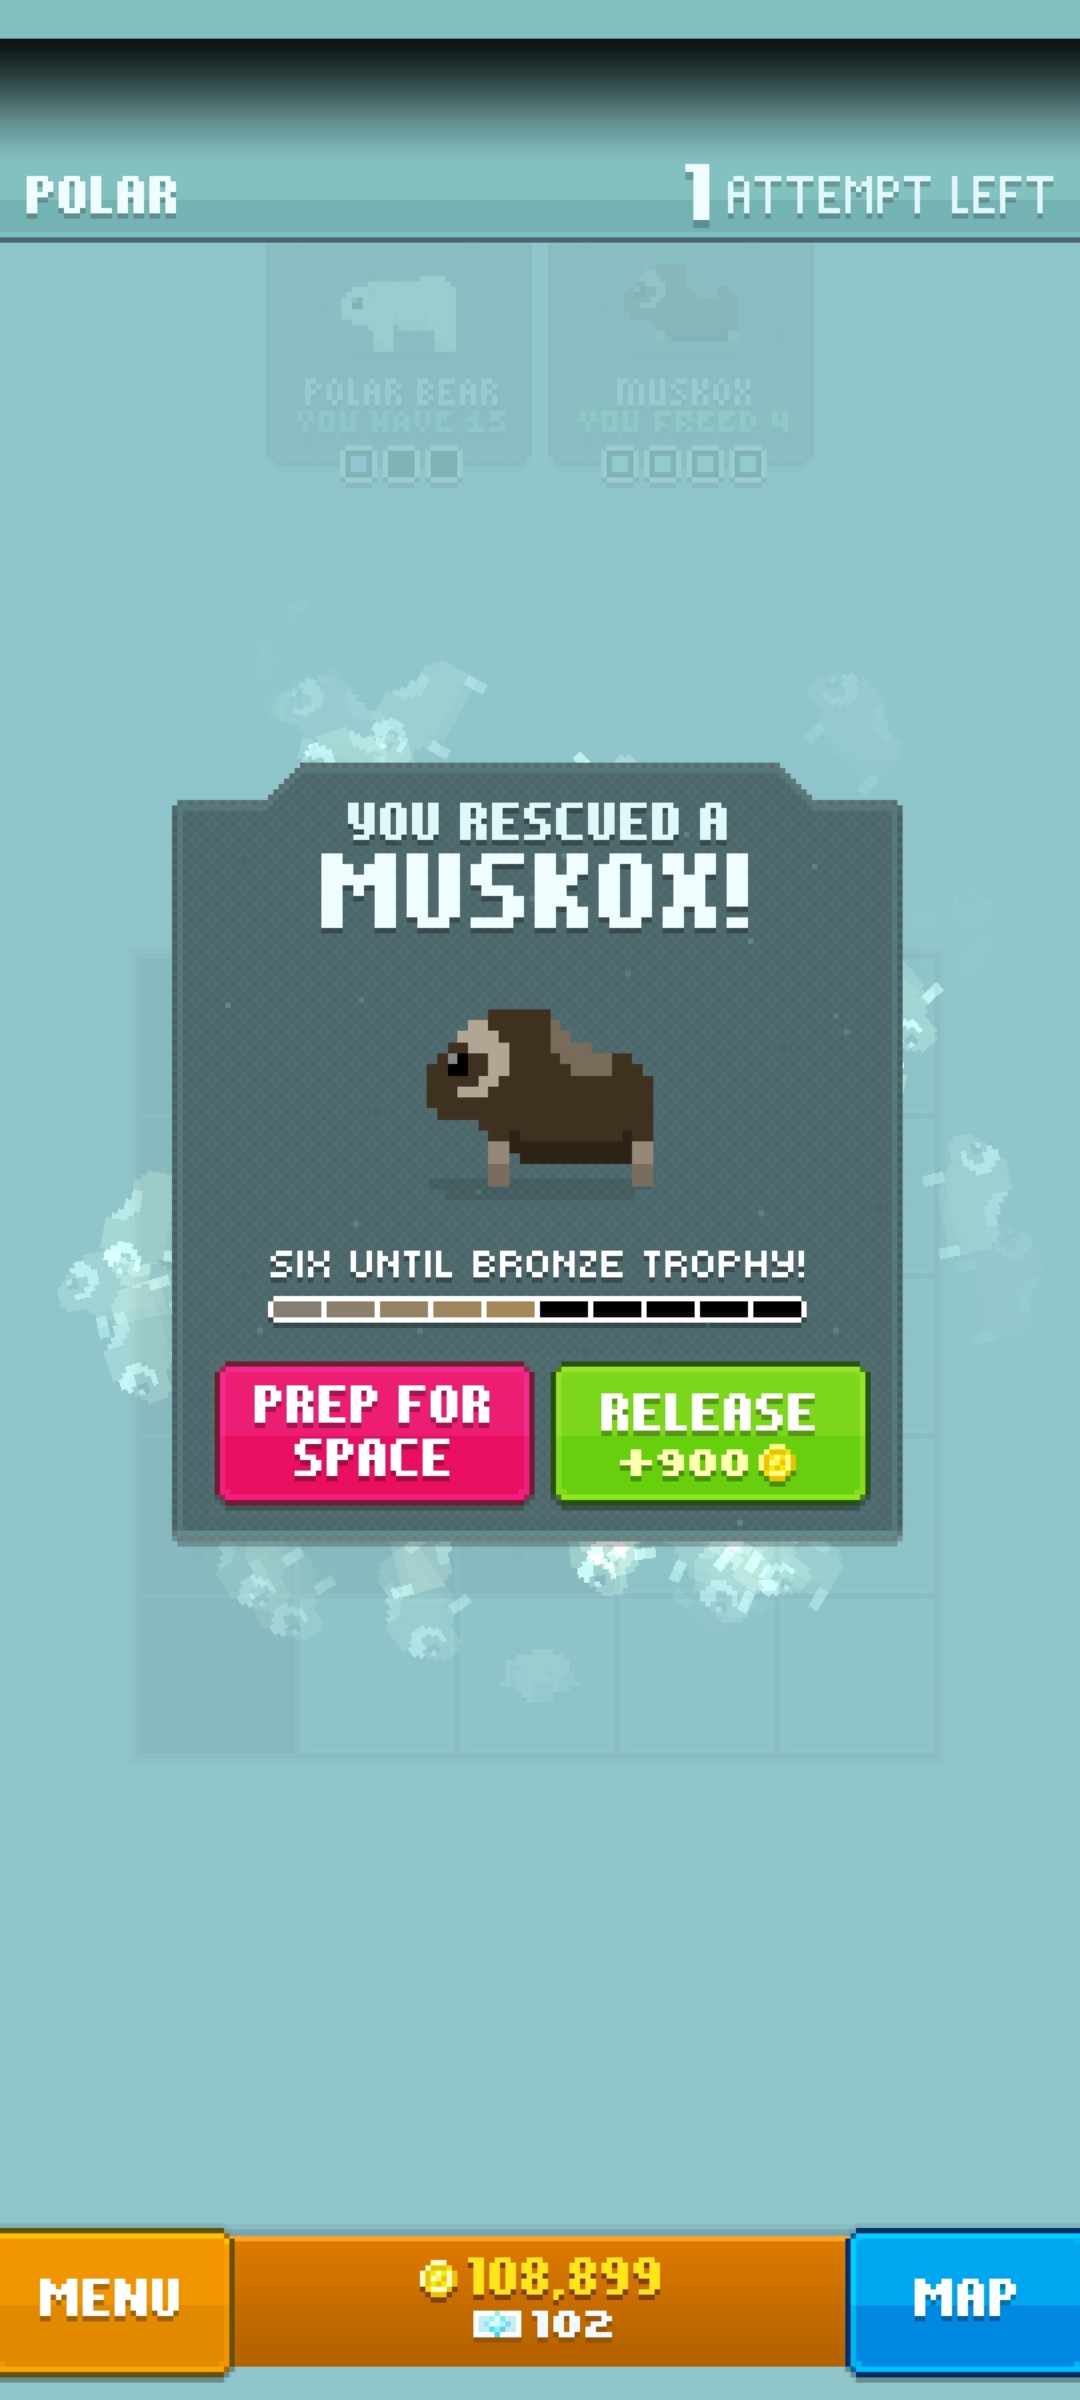 POLAR
1 ATTEMPT LEFT
POLAR BEAR
YOU HAVE 15
MUSKOX
YOU FREED 4
YOU RESCUED A
MUSKOX!
SIX UNTIL BRONZE TROPHY!
PREP FOR
SPACE
RELEASE
+900
MENU
108,899
102
MAP